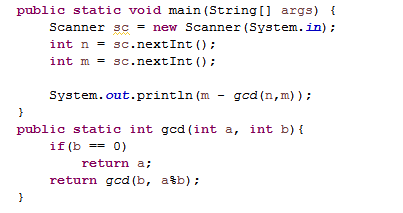 public static void main(String[] args) {
    Scanner sc = new Scanner(System.in);
    int n = sc.nextInt();
    int m = sc.nextInt();

    System.out.println(m - gcd(n,m));
}
public static int gcd(int a, int b){
    if(b == 0)
        return a;
    return gcd(b, a%b);
}